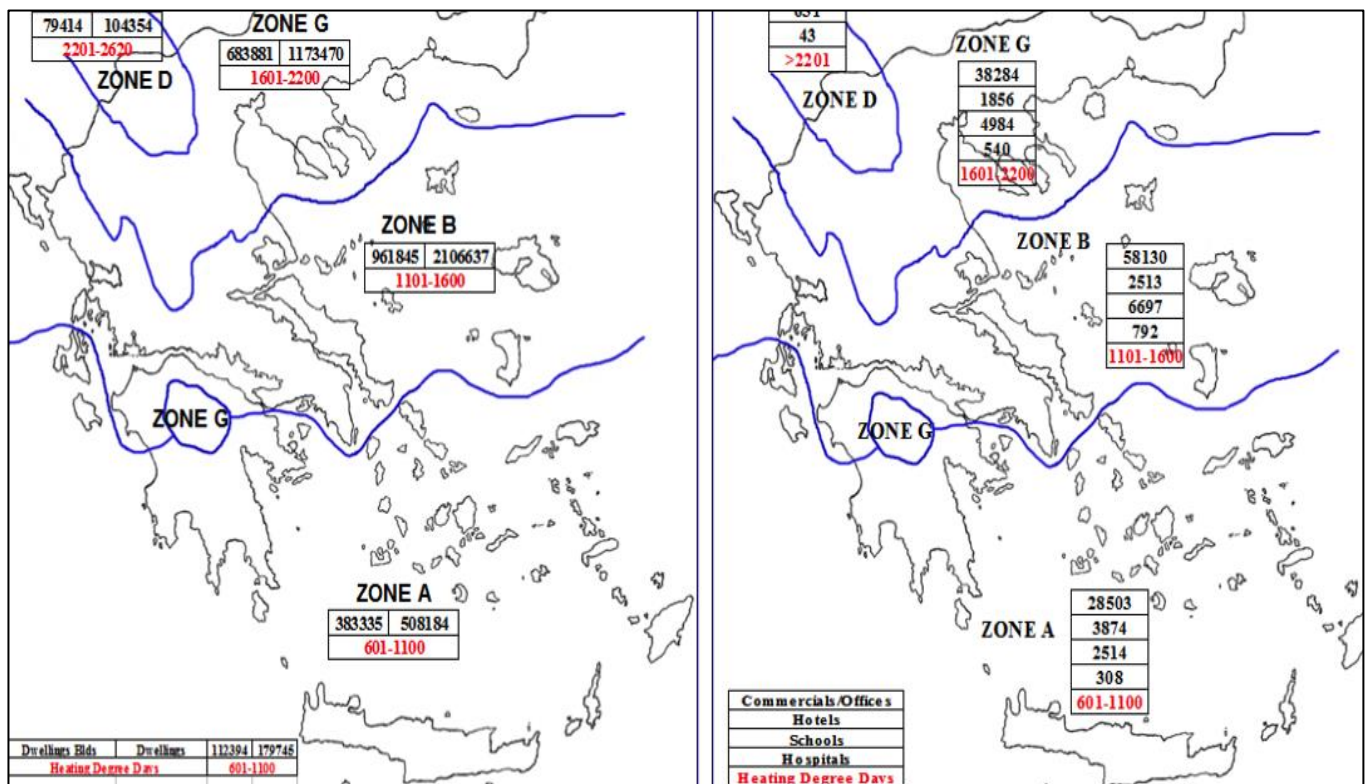 79414 104354
2201-2620
ZONE D
ZONE G
683881 1173470
1601-2200
ZONE B
961845 2106637
1101-1600
ZONE G
ZONE A
383335 508184
601-1100
Dwellings Blds Dwellings 112394 179745
Heating Degree Days 601-1100
43
>2201
ZONE D
ZONE G
38284
1856
4984
540
1601-2200
ZONE B
58130
2513
6697
792
1101-1600
ZONE G
ZONE A
28503
3874
2514
308
601-1100
Commercials/Offices
Hotels
Schools
Hospitals
Heating Degree Days